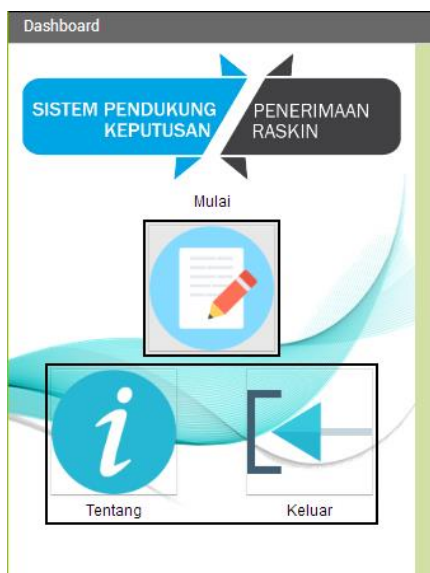 Dashboard
SISTEM PENDUKUNG
KEPUTUSAN
PENERIMAAN
RASKIN
Mulai
Tentang
Keluar